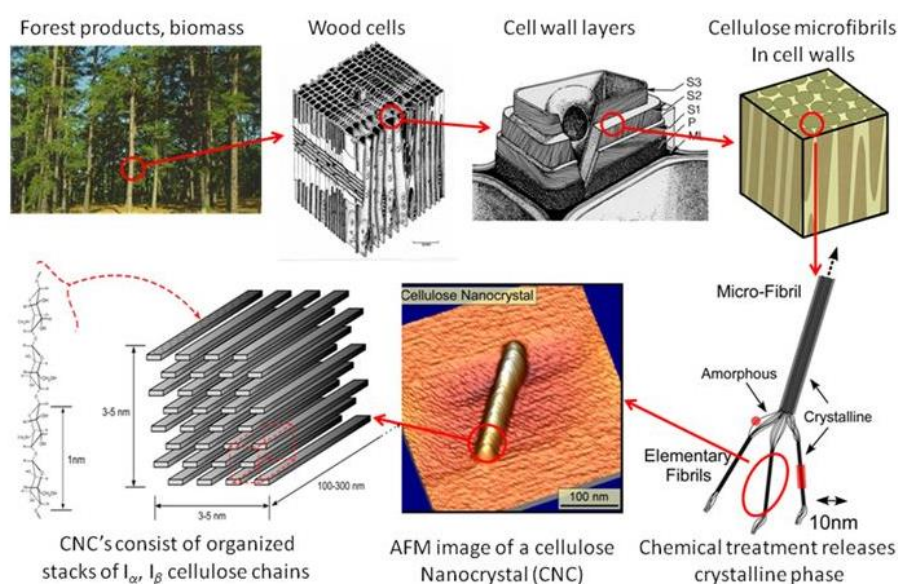 Forest products, biomass
Wood cells
Cell wall layers
Cellulose microfibrils
In cell walls
S3
S2
S1
P
ML
Cellulose Nanocrystal
100 nm
Micro-Fibril
Amorphous
Crystalline
Elementary
Fibrils
10nm
1nm
3-5 nm
3-5 nm
100-300 nm
CNC's consist of organized
stacks of Iα, Iβ cellulose chains
AFM image of a cellulose
Nanocrystal (CNC)
Chemical treatment releases
crystalline phase